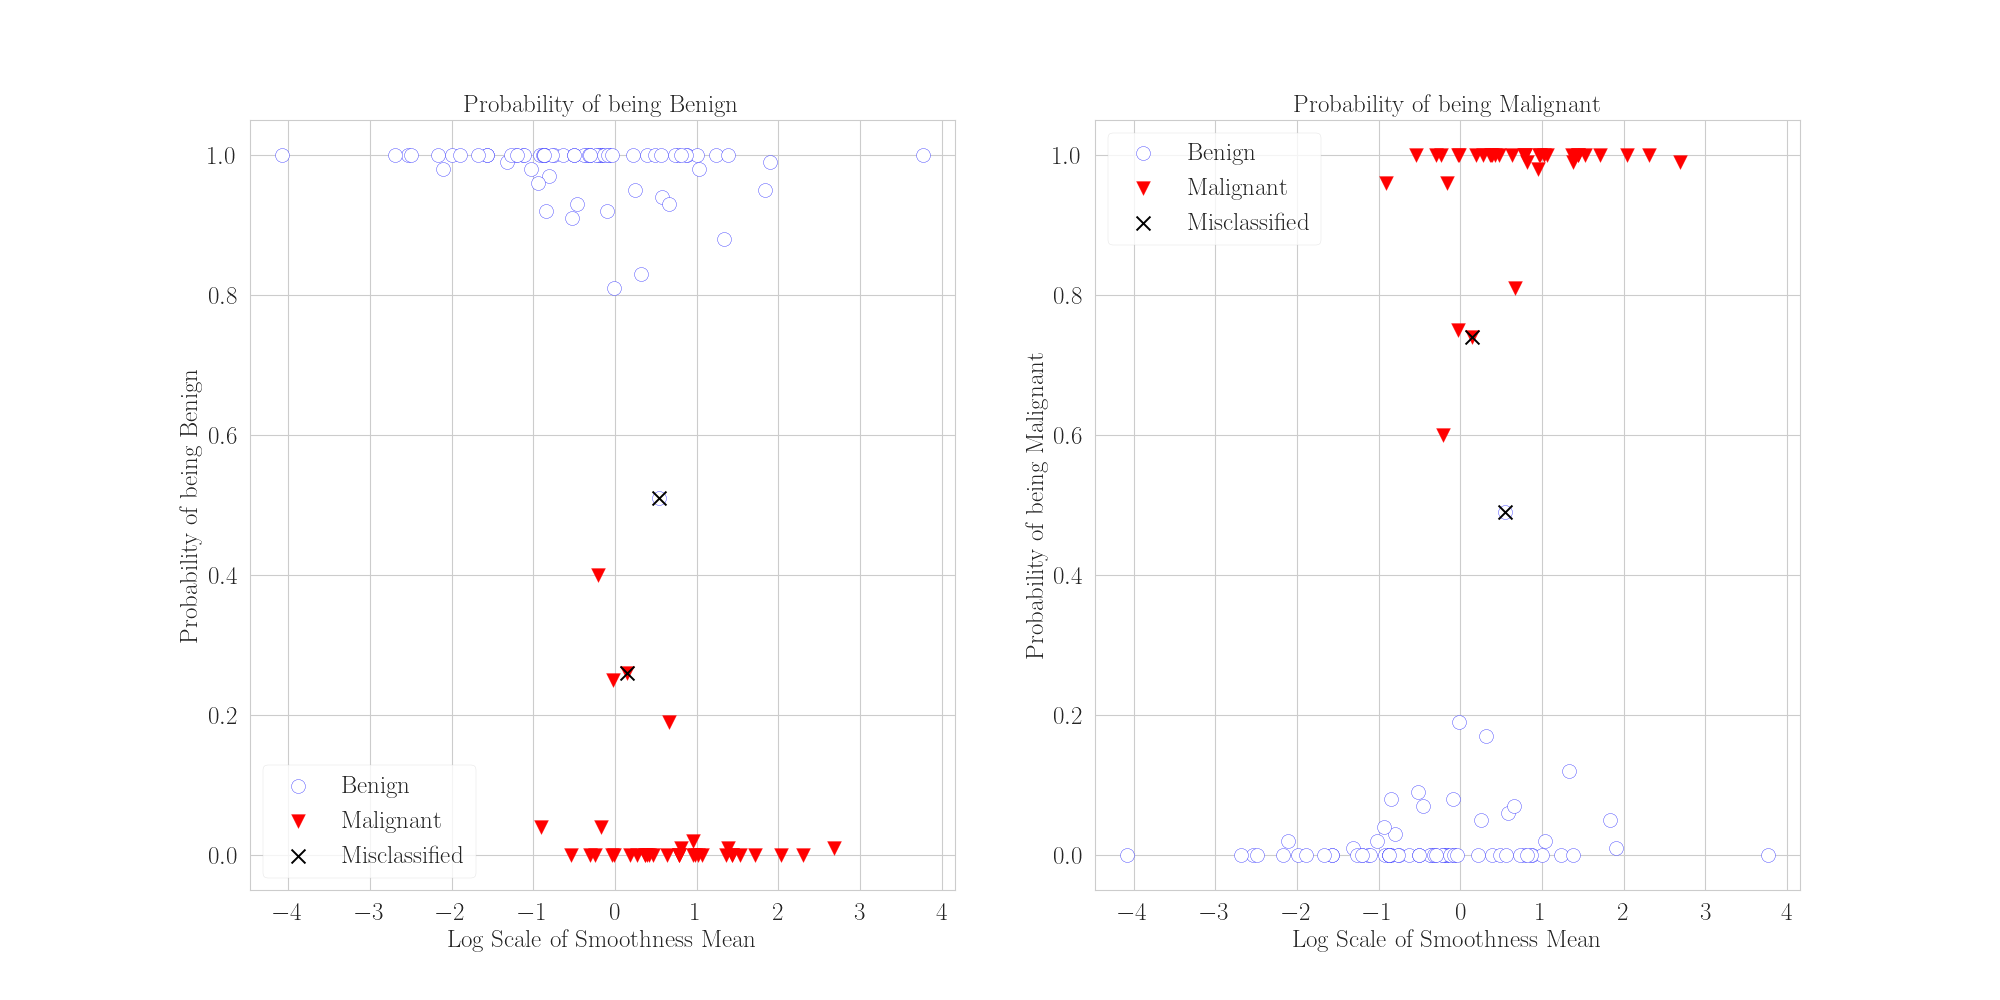 Probability of being Benign
Probability of being Benign
1.0
0.8
0.6
0.4
0.2
0.0
Benign
Malignant
Misclassified
−4 −3 −2 −1 0 1 2 3 4
Log Scale of Smoothness Mean
Probability of being Malignant
Probability of being Malignant
1.0
0.8
0.6
0.4
0.2
0.0
Benign
Malignant
Misclassified
−4 −3 −2 −1 0 1 2 3 4
Log Scale of Smoothness Mean